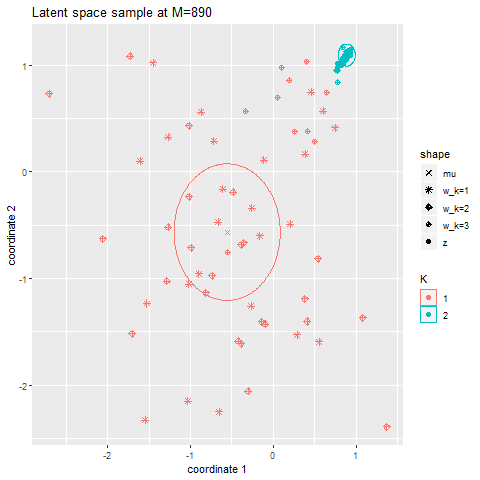 Latent space sample at M=890
1
0
-1
-2
coordinate 2
-2
-1
0
1
coordinate 1
shape
mu
w_k=1
w_k=2
w_k=3
z
K
1
2